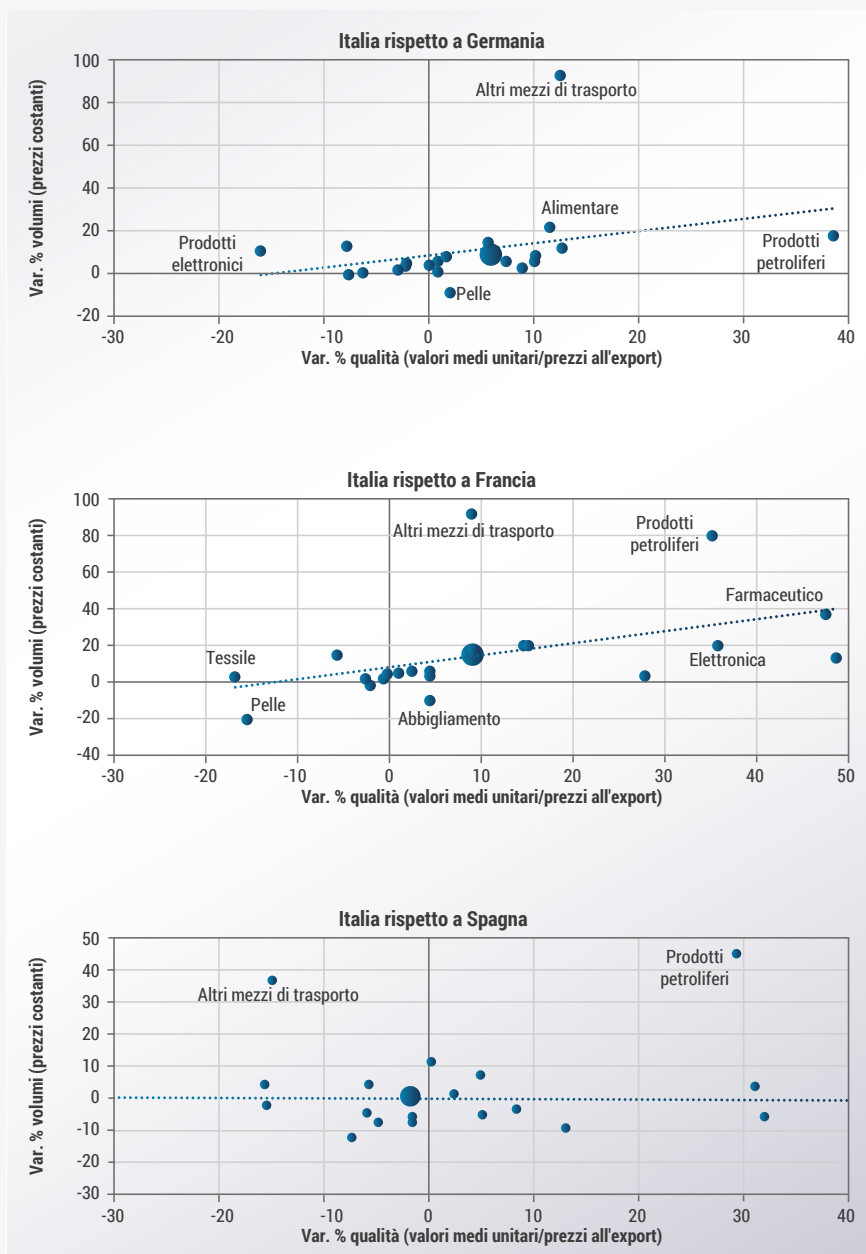 Italia rispetto a Germania
Var. % volumi (prezzi costanti)
100
80
60
40
20
0
-20
Altri mezzi di trasporto
Alimentare
Prodotti
elettronici
Prodotti
petroliferi
Pelle
-30
-20
-10
0
10
20
30
40
Var. % qualità (valori medi unitari/prezzi all'export)
Italia rispetto a Francia
Var. % volumi (prezzi costanti)
100
80
60
40
20
0
-20
-40
Altri mezzi di trasporto
Prodotti
petroliferi
Farmaceutico
Tessile
Elettronica
Pelle
Abbigliamento
-30
-20
-10
0
10
20
30
40
50
Var. % qualità (valori medi unitari/prezzi all'export)
Italia rispetto a Spagna
Var. % volumi (prezzi costanti)
50
40
30
20
10
0
-10
-20
-30
Prodotti
petroliferi
Altri mezzi di trasporto
-30
-20
-10
0
10
20
30
40
Var. % qualità (valori medi unitari/prezzi all'export)